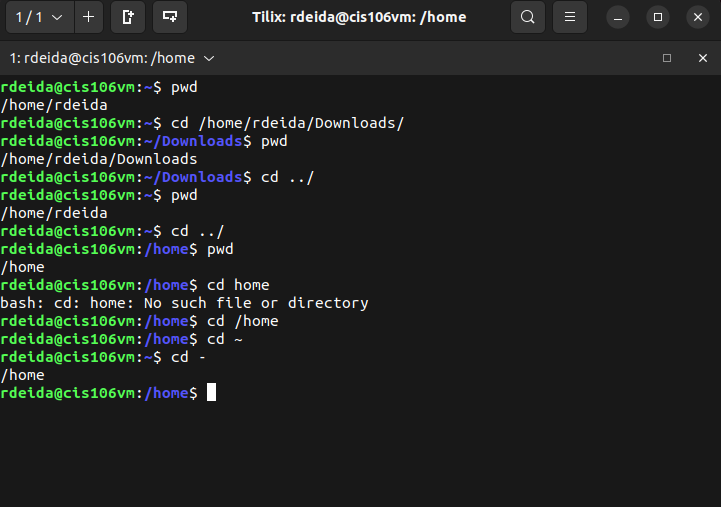 1 / 1
Tilix: rdeida@cis106vm: /home
1: rdeida@cis106vm: /home
rdeida@cis106vm:~$ pwd
/home/rdeida
rdeida@cis106vm:~$ cd /home/rdeida/Downloads/
rdeida@cis106vm:~/Downloads$ pwd
/home/rdeida/Downloads
rdeida@cis106vm:~/Downloads$ cd ../
rdeida@cis106vm:~$ pwd
/home/rdeida
rdeida@cis106vm:~$ cd ../
rdeida@cis106vm:/home$ pwd
/home
rdeida@cis106vm:/home$ cd home
bash: cd: home: No such file or directory
rdeida@cis106vm:/home$ cd /home
rdeida@cis106vm:/home$ cd ~
rdeida@cis106vm:~$ cd -
/home
rdeida@cis106vm:/home$